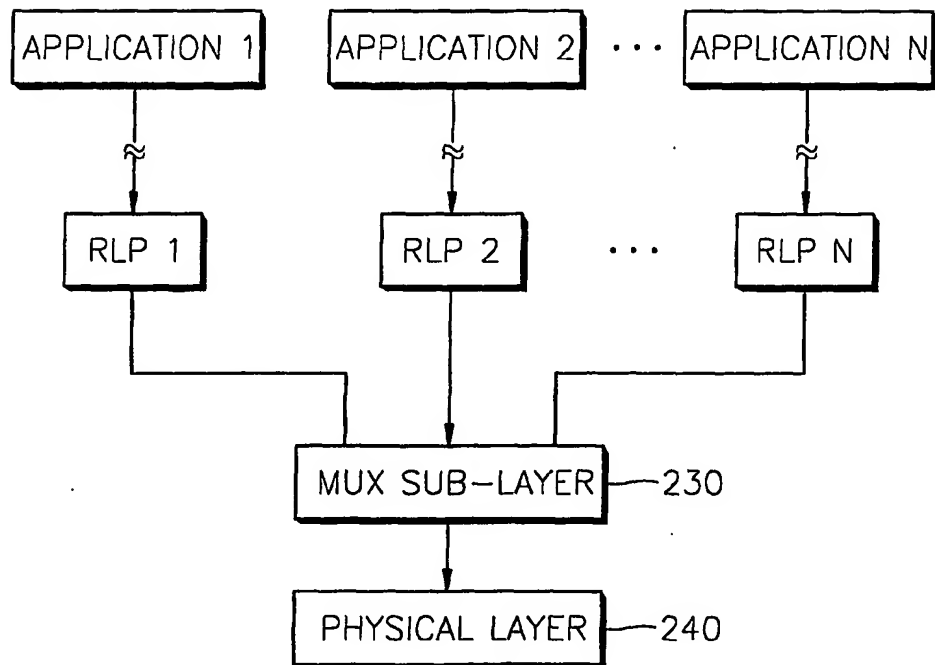 APPLICATION 1 APPLICATION 2 ··· APPLICATION N
RLP 1 RLP 2 ··· RLP N
MUX SUB-LAYER 230
PHYSICAL LAYER 240